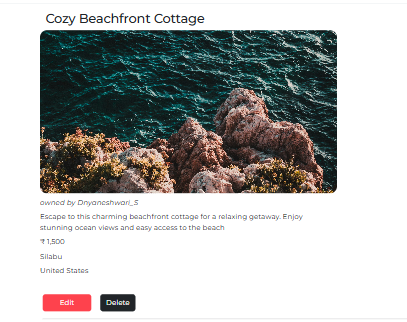 Cozy Beachfront Cottage
owned by Dnyaneshwari_S
Escape to this charming beachfront cottage for a relaxing getaway. Enjoy
stunning ocean views and easy access to the beach
₹ 1,500
Silabu
United States
Edit
Delete